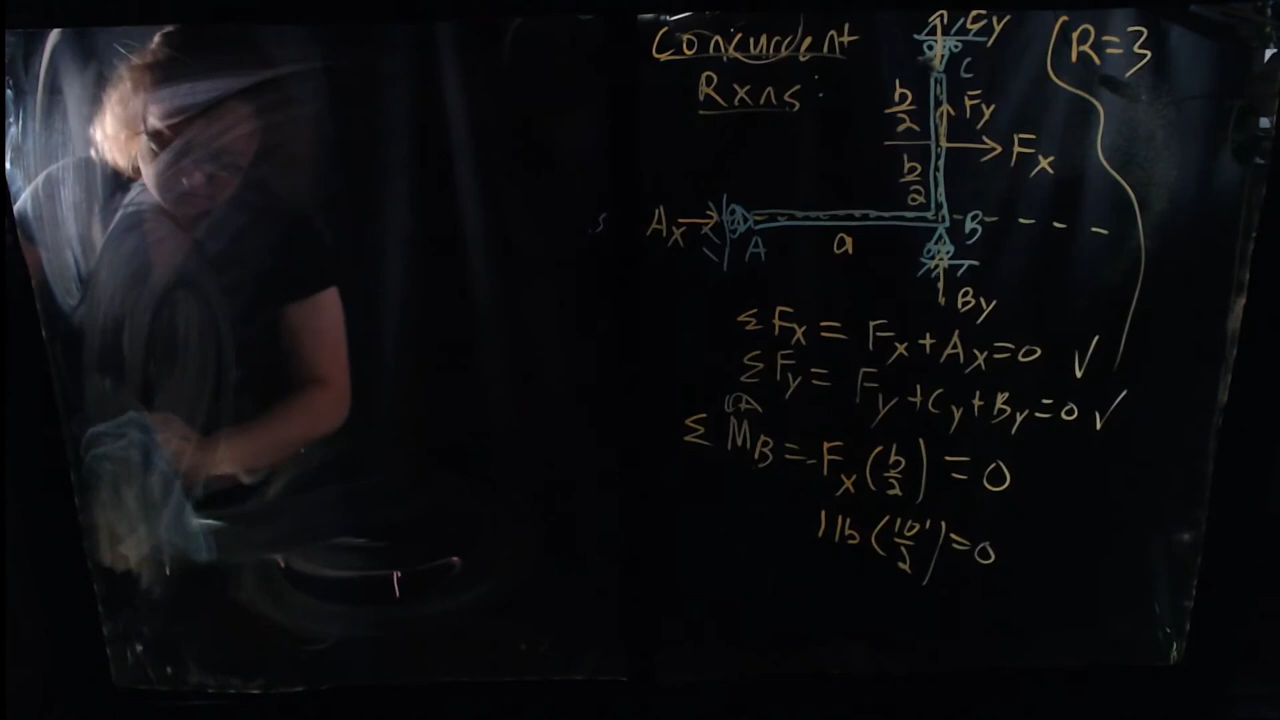 Concurrent
Rxns:
R=3
Fy
C
b/2
Fy
Fx
b/2
Ax
A
a
B
By
ΣFx = Fx+Ax=0 ✓
ΣFy = Fy+Cy+By=0 ✓
ΣMB = -Fx(b/2) = 0
1lb(10'/2)=0